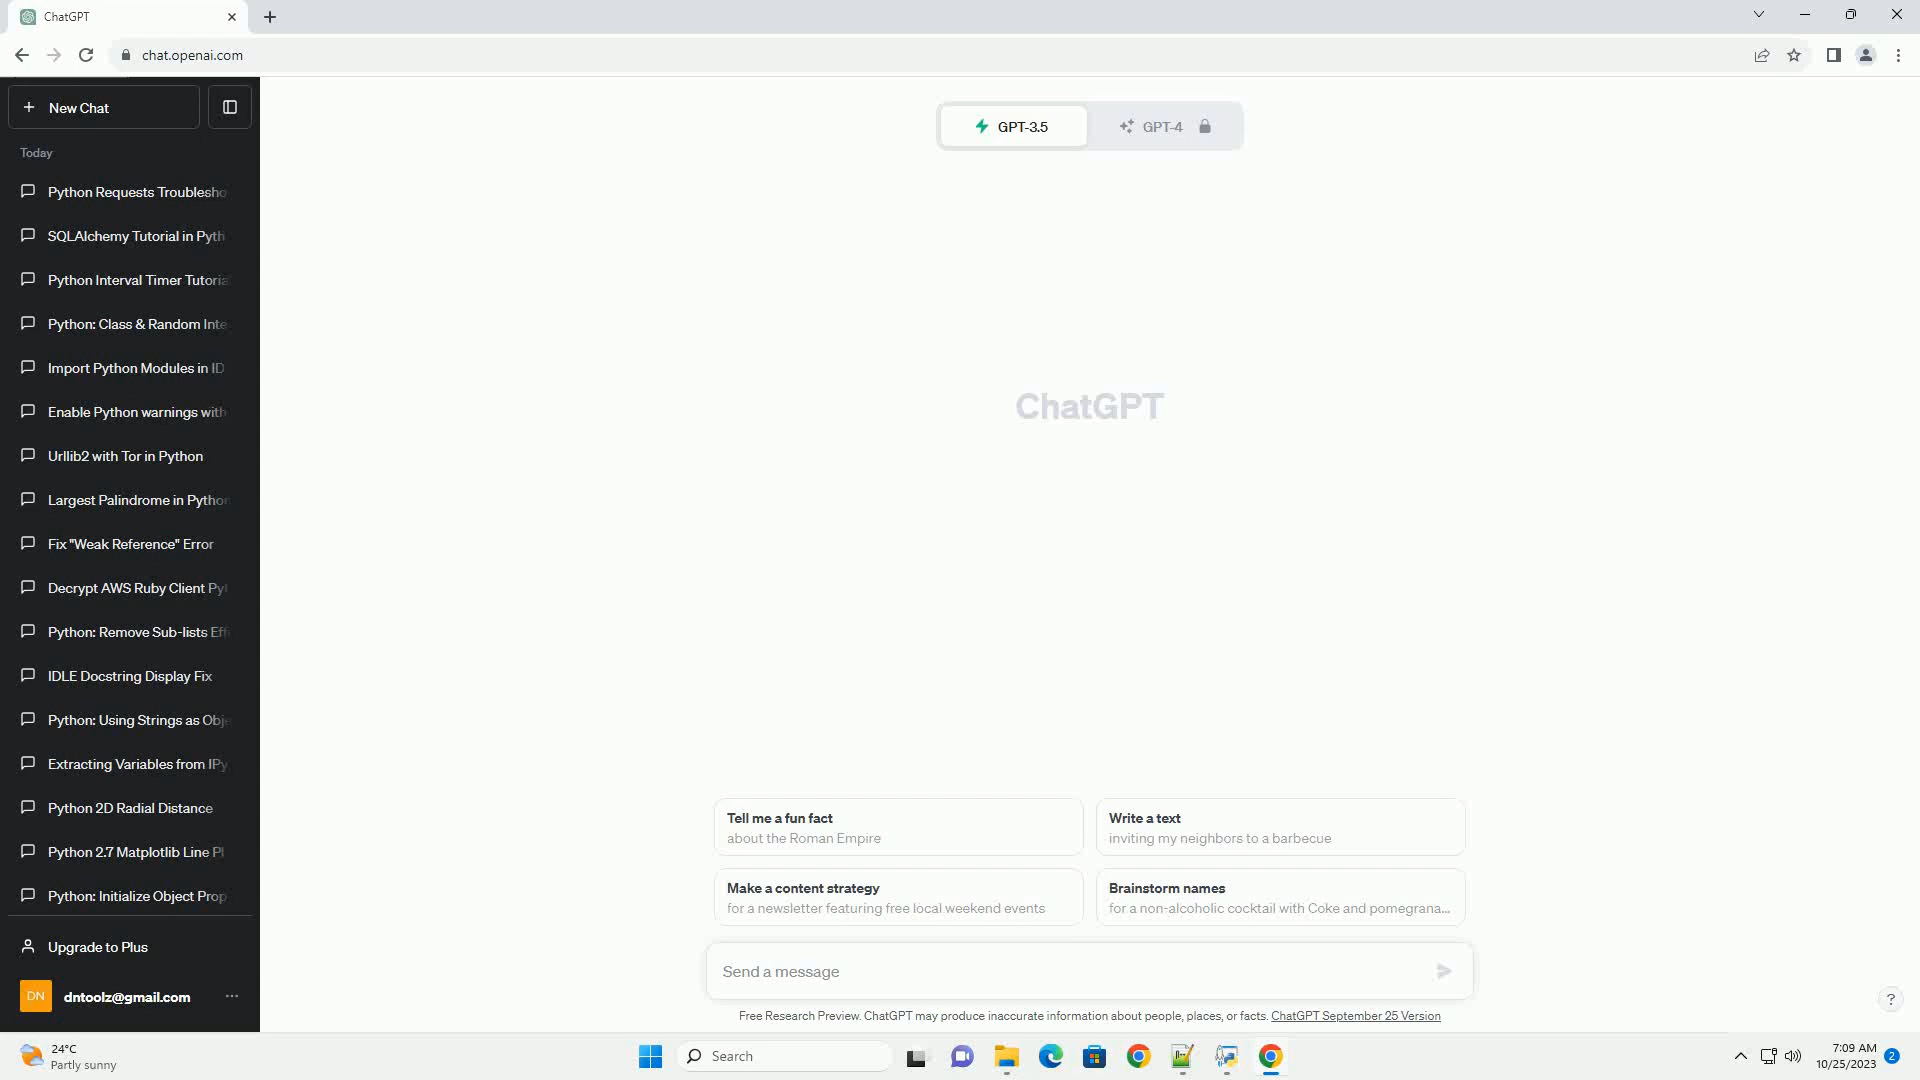 ChatGPT
chat.openai.com
New Chat
Today
Python Requests Troublesho
SQLAlchemy Tutorial in Pyth
Python Interval Timer Tutoria
Python: Class & Random Inte
Import Python Modules in ID
Enable Python warnings with
Urllib2 with Tor in Python
Largest Palindrome in Python
Fix "Weak Reference" Error
Decrypt AWS Ruby Client Pyt
Python: Remove Sub-lists Eff
IDLE Docstring Display Fix
Python: Using Strings as Obje
Extracting Variables from IPy
Python 2D Radial Distance
Python 2.7 Matplotlib Line Pl
Python: Initialize Object Prop
Upgrade to Plus
DN dntoolz@gmail.com
GPT-3.5 GPT-4
ChatGPT
Tell me a fun fact
about the Roman Empire
Write a text
inviting my neighbors to a barbecue
Make a content strategy
for a newsletter featuring free local weekend events
Brainstorm names
for a non-alcoholic cocktail with Coke and pomegrana...
Send a message
Free Research Preview. ChatGPT may produce inaccurate information about people, places, or facts. ChatGPT September 25 Version
?
24°C
Partly sunny
Search
7:09 AM
10/25/2023
2